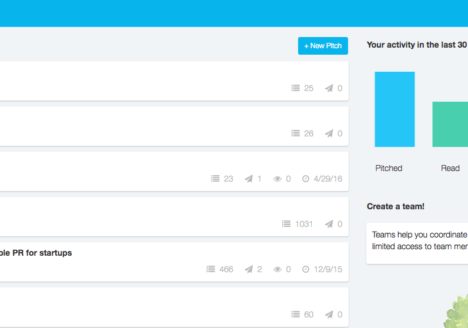 + New Pitch
Your activity in the last 30
25 0
26 0
23 1 0 4/29/16
Pitched Read
Create a team!
1031 0
Teams help you coordinate
limited access to team mem
ple PR for startups
466 2 0 12/9/15
60 0